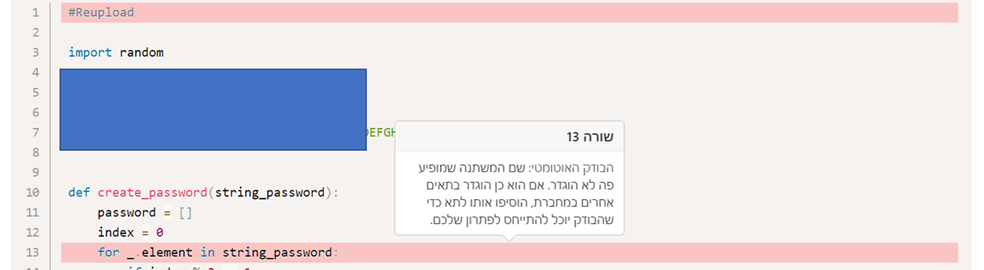 1 #Reupload
2
3 import random
4
5
6
7 DEFGH
8
9
10 def create_password(string_password):
11 password = []
12 index = 0
13 for _.element in string_password:
שורה 13
הבודק האוטומטי: שם המשתנה שמופיע
פה לא הוגדר. אם הוא כן הוגדר בתאים
אחרים במחברת, הוסיפו אותו לתא כדי
שהבודק יוכל להתייחס לפתרון שלכם.